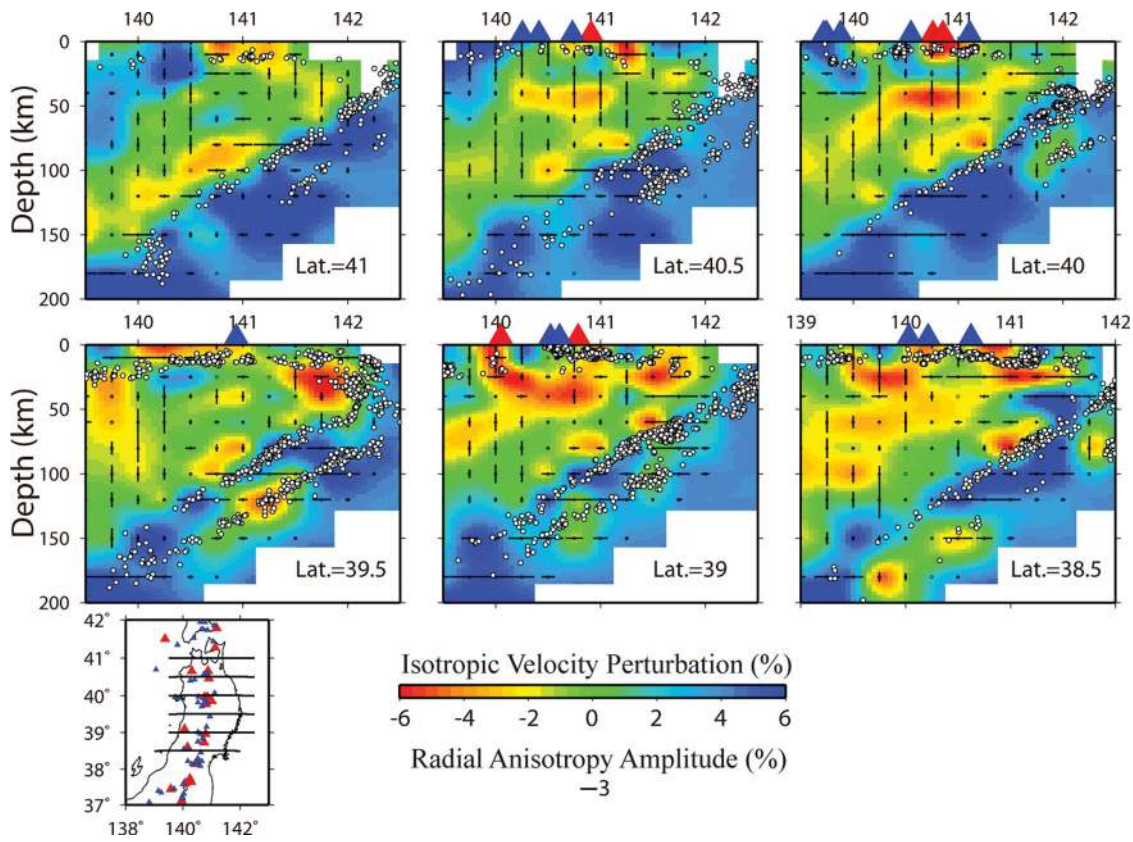 140 141 142 140 141 142 140 141 142
0
50
100
150
200
Depth (km)
Lat.=41 Lat.=40.5 Lat.=40
140 141 142 140 141 142 139 140 141 142
0
50
100
150
200
Depth (km)
Lat.=39.5 Lat.=39 Lat.=38.5
42˚
41˚
40˚
39˚
38˚
37˚
138˚ 140˚ 142˚
Isotropic Velocity Perturbation (%)
-6 -4 -2 0 2 4 6
Radial Anisotropy Amplitude (%)
3